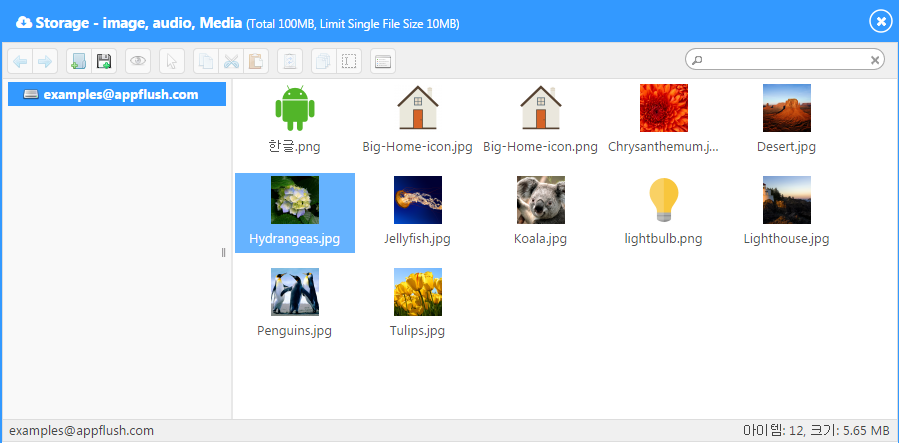 Storage - image, audio, Media (Total 100MB, Limit Single File Size 10MB)
examples@appflush.com
한글.png Big-Home-icon.jpg Big-Home-icon.png Chrysanthemum.j... Desert.jpg
Hydrangeas.jpg Jellyfish.jpg Koala.jpg lightbulb.png Lighthouse.jpg
Penguins.jpg Tulips.jpg
examples@appflush.com 아이템: 12, 크기: 5.65 MB